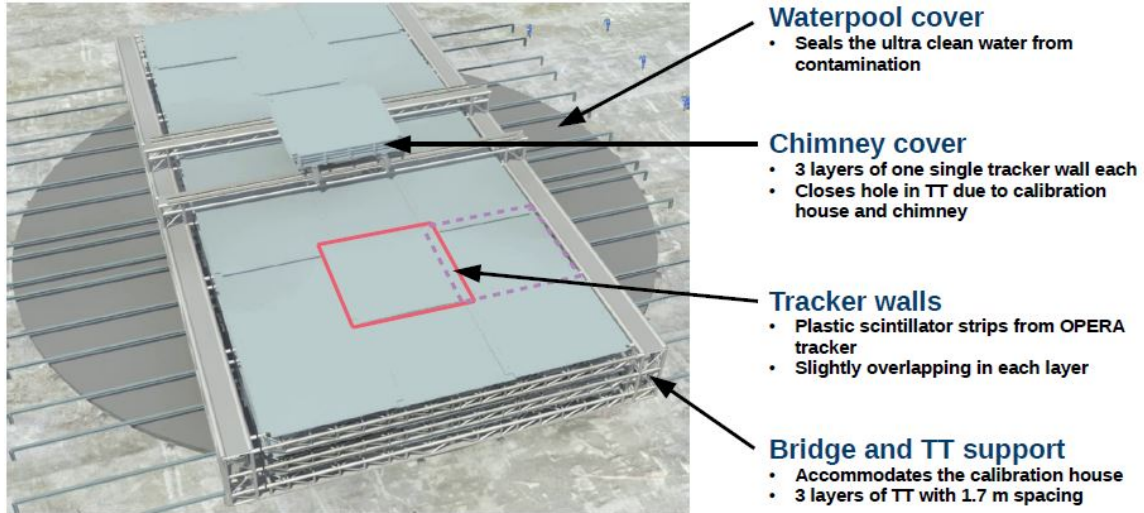 Waterpool cover
• Seals the ultra clean water from
contamination
Chimney cover
• 3 layers of one single tracker wall each
• Closes hole in TT due to calibration
house and chimney
Tracker walls
• Plastic scintillator strips from OPERA
tracker
• Slightly overlapping in each layer
Bridge and TT support
• Accommodates the calibration house
• 3 layers of TT with 1.7 m spacing